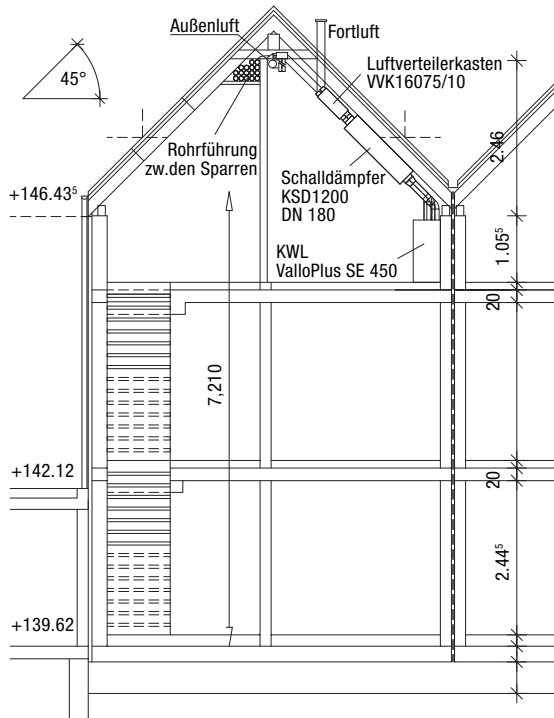 Außenluft
Fortluft
45°
Luftverteilerkasten
VVK16075/10
2.46
Rohrführung
zw.den Sparren
Schalldämpfer
KSD1200
DN 180
+146.43⁵
KWL
ValloPlus SE 450
1.05⁵
20
7,210
+142.12
20
2.44⁵
+139.62